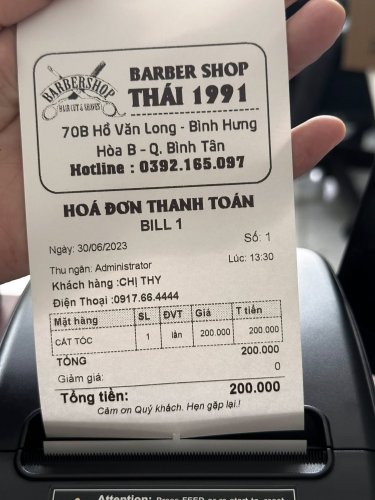 BARBERSHOP
HAIR CUT & SHAVES
BARBER SHOP
THÁI 1991
70B Hồ Văn Long - Bình Hưng
Hòa B - Q. Bình Tân
Hotline : 0392.165.097
HOÁ ĐƠN THANH TOÁN
BILL 1
Ngày: 30/06/2023 Số: 1
Thu ngân: Administrator Lúc: 13:30
Khách hàng :CHỊ THY
Điện Thoại :0917.66.4444
Mặt hàng SL ĐVT Giá T tiền
CẮT TÓC 1 lần 200.000 200.000
TỔNG 200.000
Giảm giá: 0
Tổng tiền: 200.000
Cảm ơn Quý khách. Hẹn gặp lại.!
Attention: Press FEED